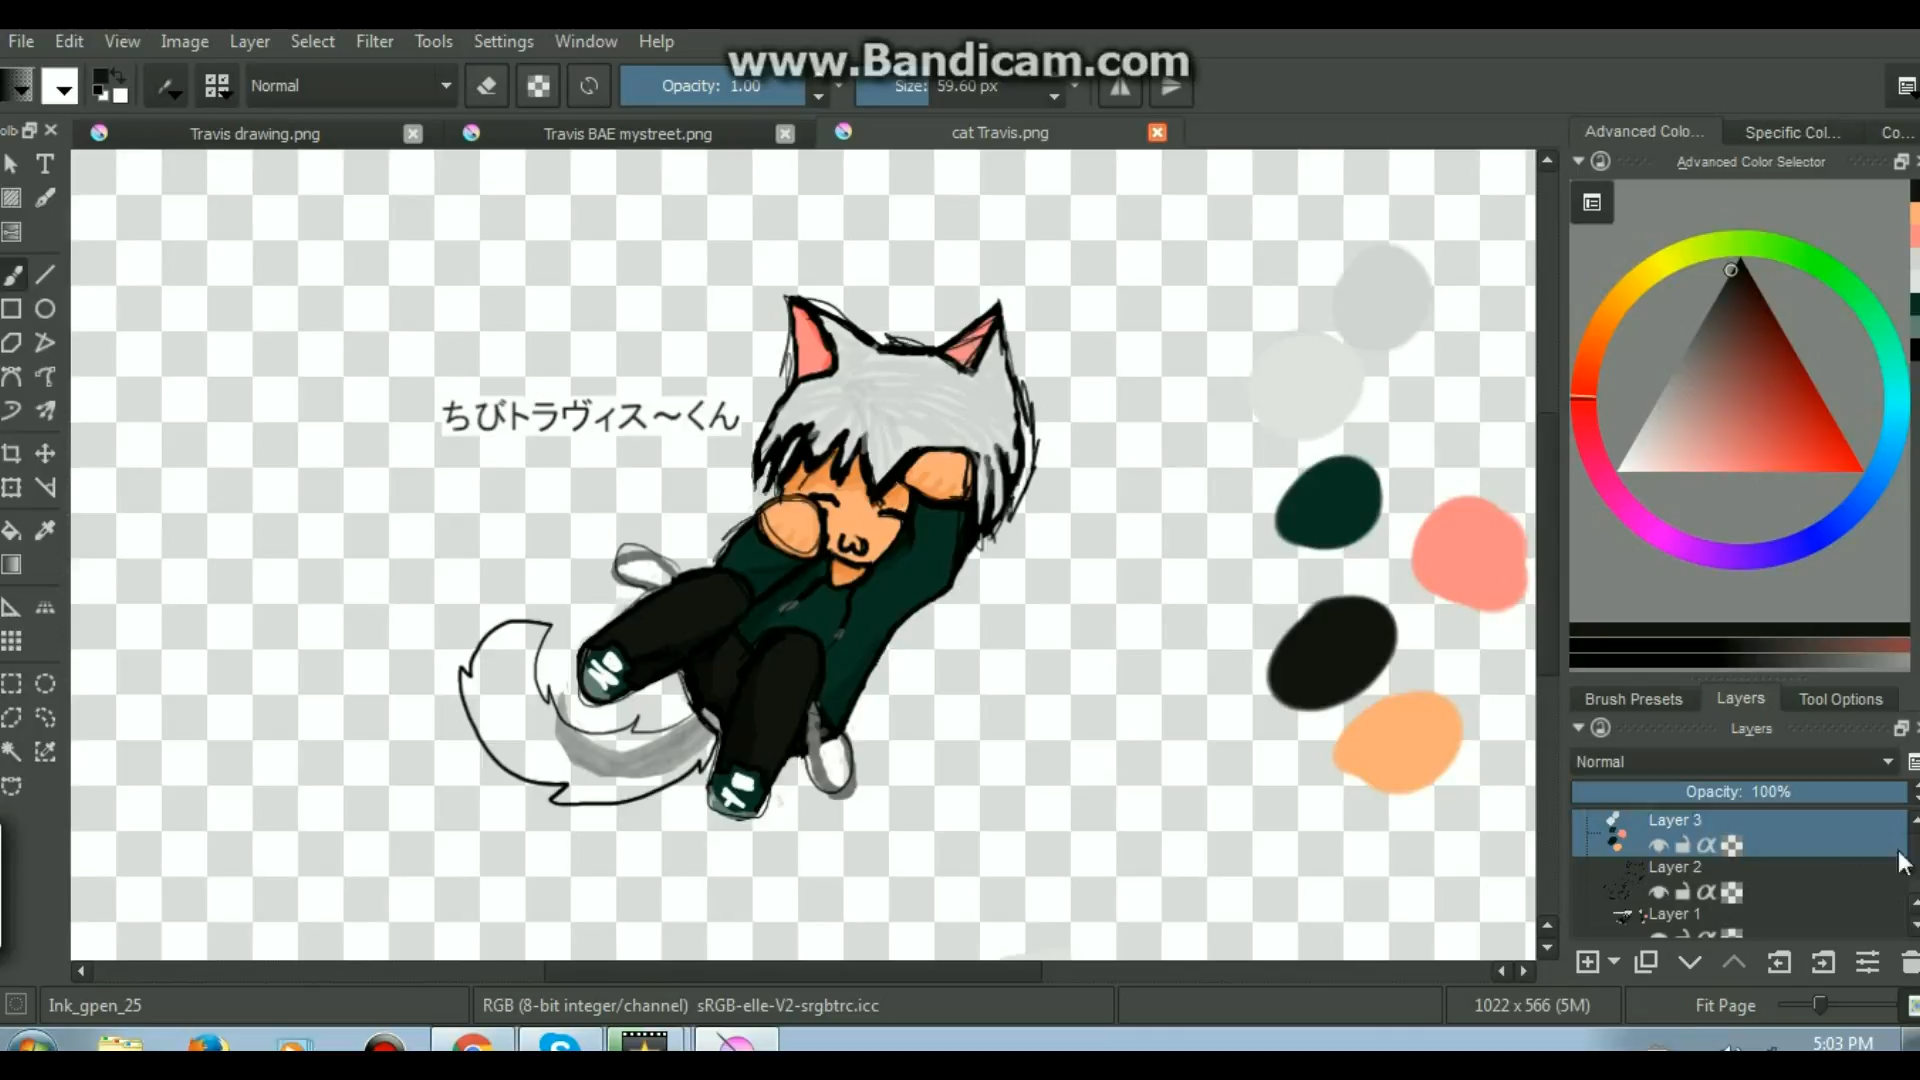 File Edit View Image Layer Select Filter Tools Settings Window Help
www.Bandicam.com
Normal Opacity: 1.00 Size: 59.60 px
Travis drawing.png Travis BAE mystreet.png cat Travis.png
Advanced Colo... Specific Col... Co...
Advanced Color Selector
ちびトラヴィス～くん
Brush Presets Layers Tool Options
Layers
Normal
Opacity: 100%
Layer 3
Layer 2
Layer 1
Ink_gpen_25 RGB (8-bit integer/channel) sRGB-elle-V2-srgbtrc.icc 1022 x 566 (5M) Fit Page
5:03 PM